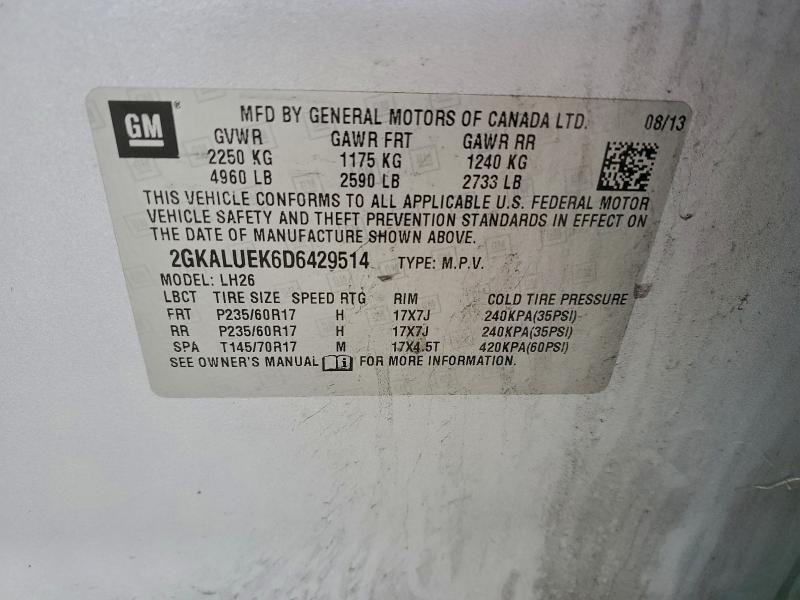 GM ® MFD BY GENERAL MOTORS OF CANADA LTD. 08/13
GVWR GAWR FRT GAWR RR
2250 KG 1175 KG 1240 KG
4960 LB 2590 LB 2733 LB
THIS VEHICLE CONFORMS TO ALL APPLICABLE U.S. FEDERAL MOTOR
VEHICLE SAFETY AND THEFT PREVENTION STANDARDS IN EFFECT ON
THE DATE OF MANUFACTURE SHOWN ABOVE.
2GKALUEK6D6429514 TYPE: M.P.V.
MODEL: LH26
LBCT TIRE SIZE SPEED RTG RIM COLD TIRE PRESSURE
FRT P235/60R17 H 17X7J 240KPA(35PSI)
RR P235/60R17 H 17X7J 240KPA(35PSI)
SPA T145/70R17 M 17X4.5T 420KPA(60PSI)
SEE OWNER'S MANUAL i FOR MORE INFORMATION.